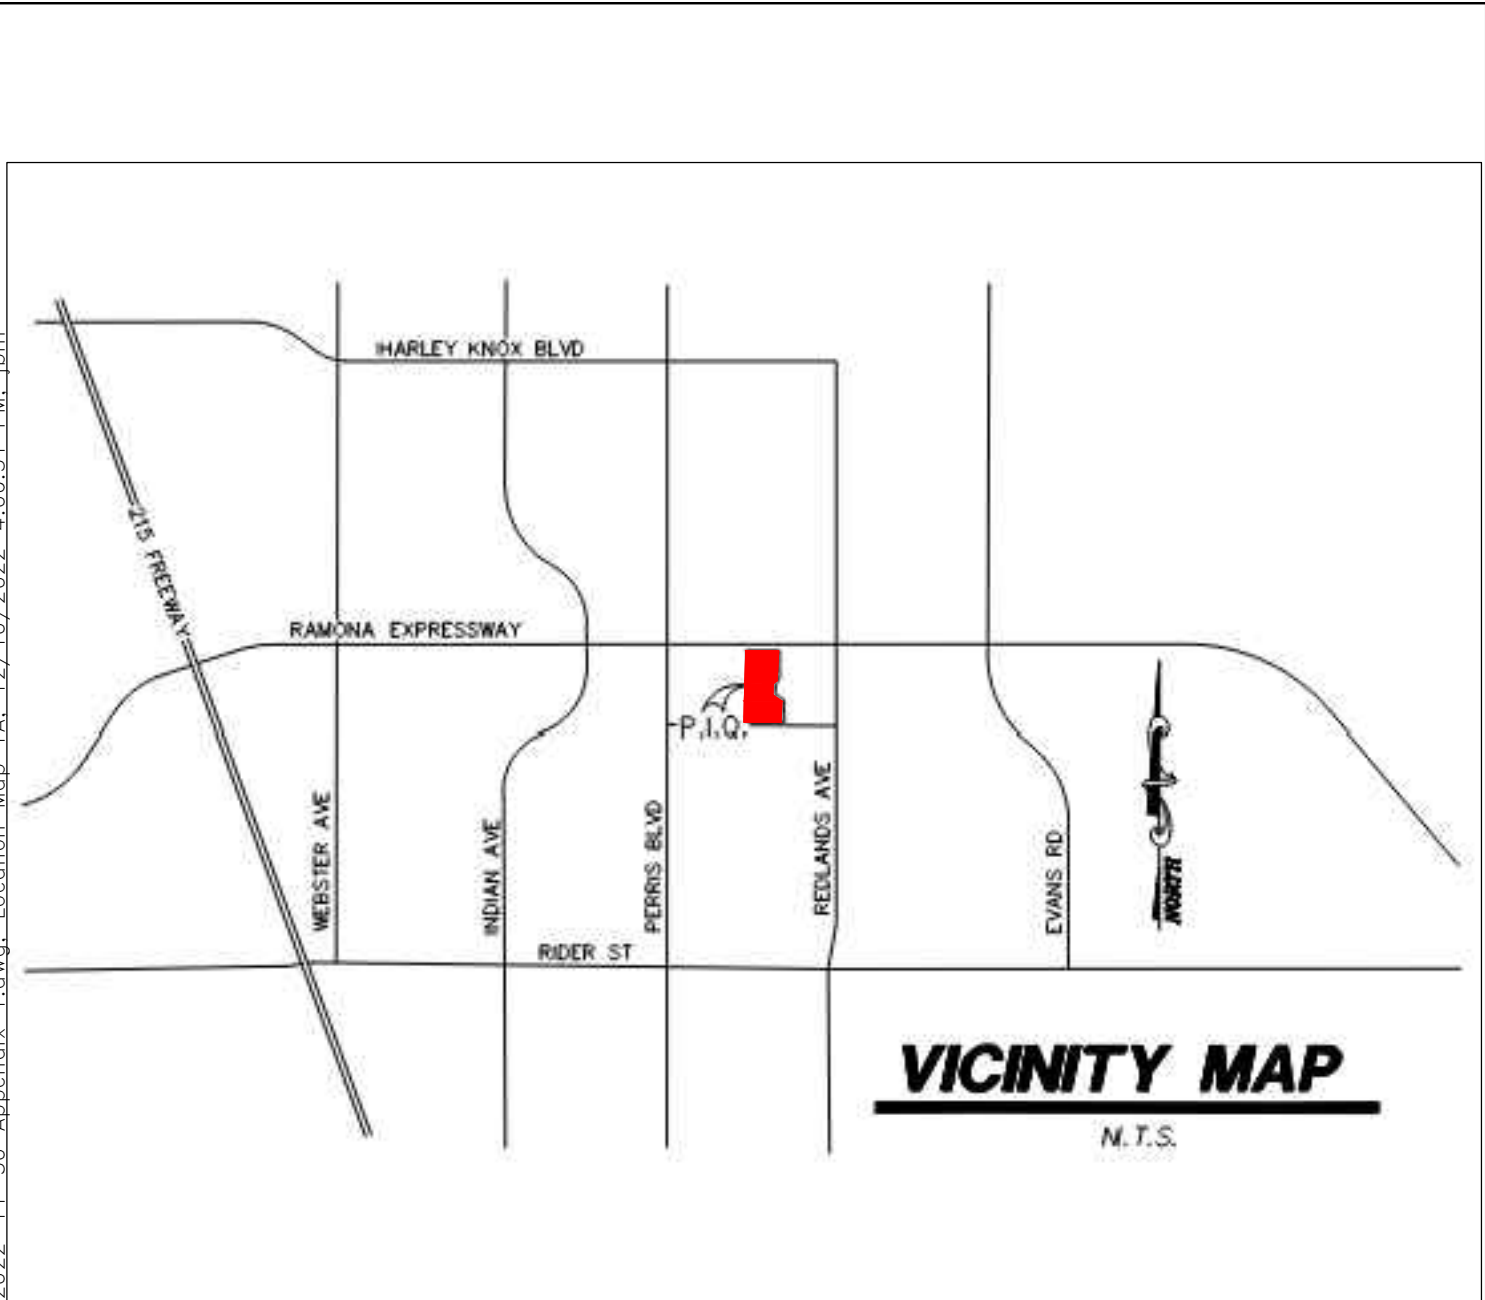 HARLEY KNOX BLVD
215 FREEWAY
RAMONA EXPRESSWAY
P.I.Q.
WEBSTER AVE
INDIAN AVE
PERRIS BLVD
REDLANDS AVE
EVANS RD
NORTH
RIDER ST
VICINITY MAP
N.T.S.